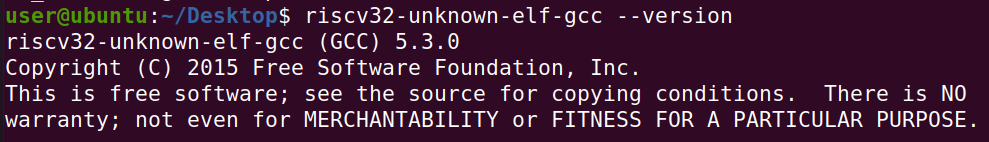 user@ubuntu:~/Desktop$ riscv32-unknown-elf-gcc --version
riscv32-unknown-elf-gcc (GCC) 5.3.0
Copyright (C) 2015 Free Software Foundation, Inc.
This is free software; see the source for copying conditions.  There is NO
warranty; not even for MERCHANTABILITY or FITNESS FOR A PARTICULAR PURPOSE.